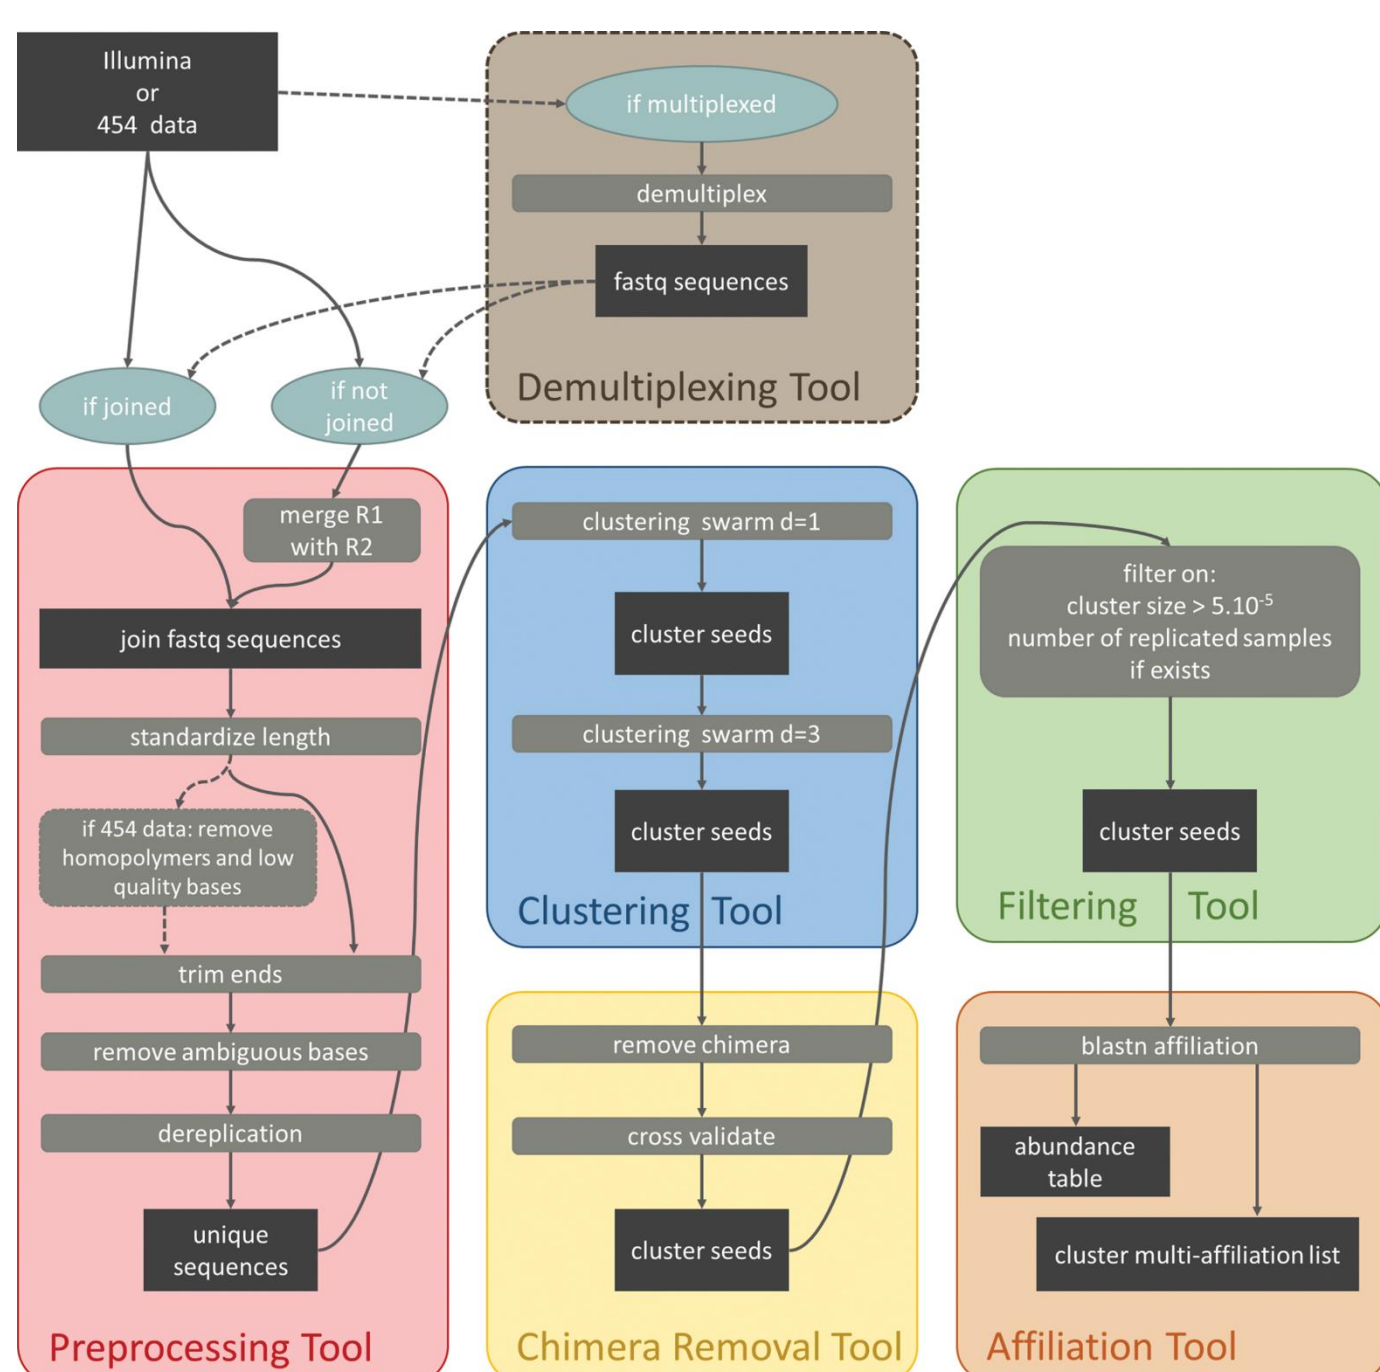 Illumina
or
454 data
if multiplexed
demultiplex
fastq sequences
Demultiplexing Tool
if joined
if not
joined
merge R1
with R2
join fastq sequences
standardize length
if 454 data: remove
homopolymers and low
quality bases
trim ends
remove ambiguous bases
dereplication
unique
sequences
Preprocessing Tool
clustering swarm d=1
cluster seeds
clustering swarm d=3
cluster seeds
Clustering Tool
remove chimera
cross validate
cluster seeds
Chimera Removal Tool
filter on:
cluster size > 5.10⁻⁵
number of replicated samples
if exists
cluster seeds
Filtering Tool
blastn affiliation
abundance
table
cluster multi-affiliation list
Affiliation Tool